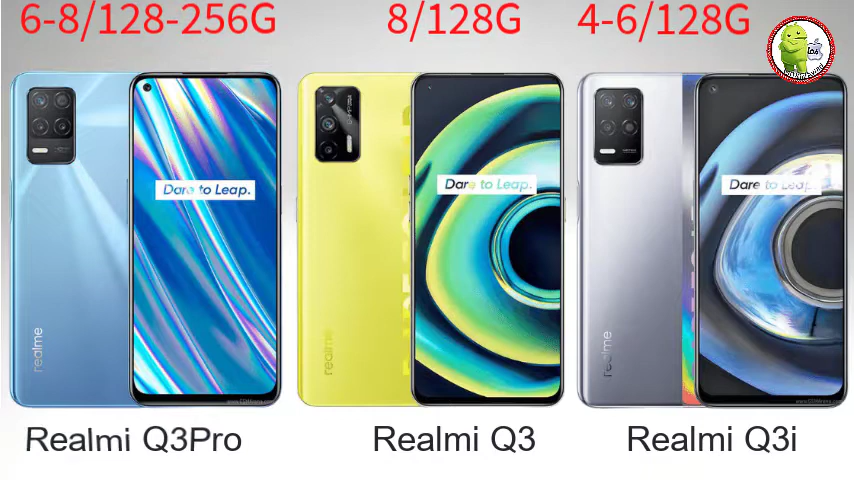 6-8/128-256G
8/128G
4-6/128G
Dare to Leap.
Dare to Leap.
Dare to Leap.
realme
realme
realme
Realmi Q3Pro
Realmi Q3
Realmi Q3i